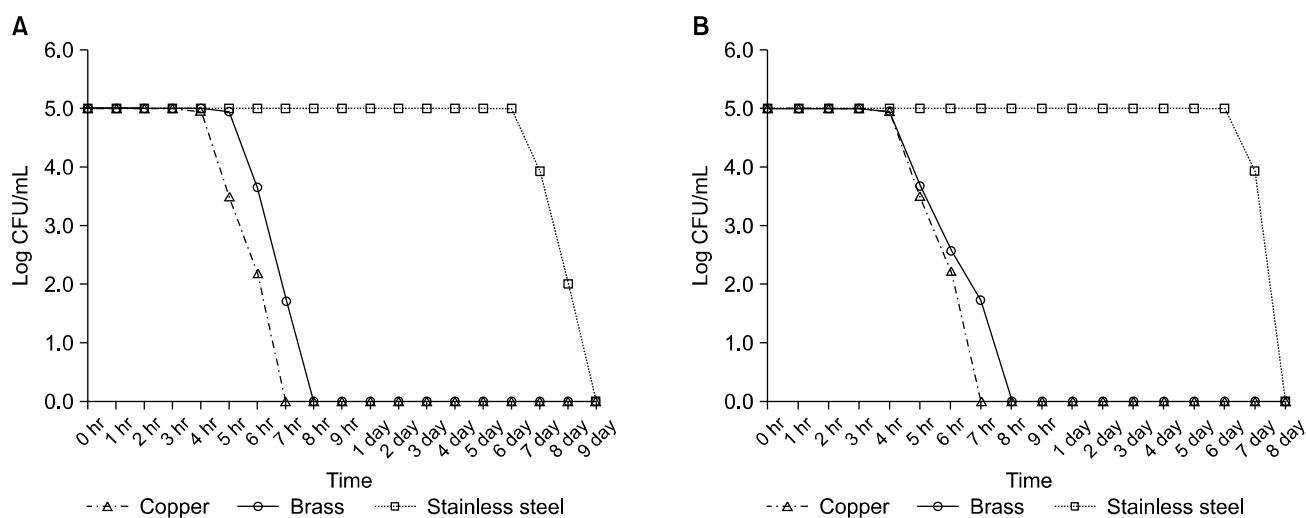 A
6.0
5.0
4.0
3.0
2.0
1.0
0.0
Log CFU/mL
0 hr
1 hr
2 hr
3 hr
4 hr
5 hr
6 hr
7 hr
8 hr
9 hr
1 day
2 day
3 day
4 day
5 day
6 day
7 day
8 day
9 day
Time
Copper Brass Stainless steel
B
6.0
5.0
4.0
3.0
2.0
1.0
0.0
Log CFU/mL
0 hr
1 hr
2 hr
3 hr
4 hr
5 hr
6 hr
7 hr
8 hr
9 hr
1 day
2 day
3 day
4 day
5 day
6 day
7 day
8 day
Time
Copper Brass Stainless steel